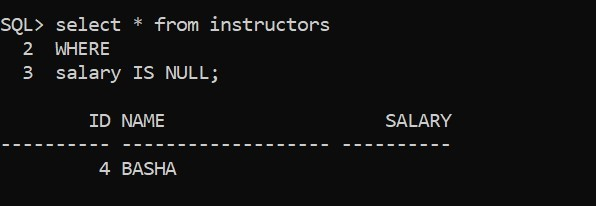 SQL> select * from instructors
  2  WHERE
  3  salary IS NULL;

        ID NAME                    SALARY
---------- ------------------- ----------
         4 BASHA